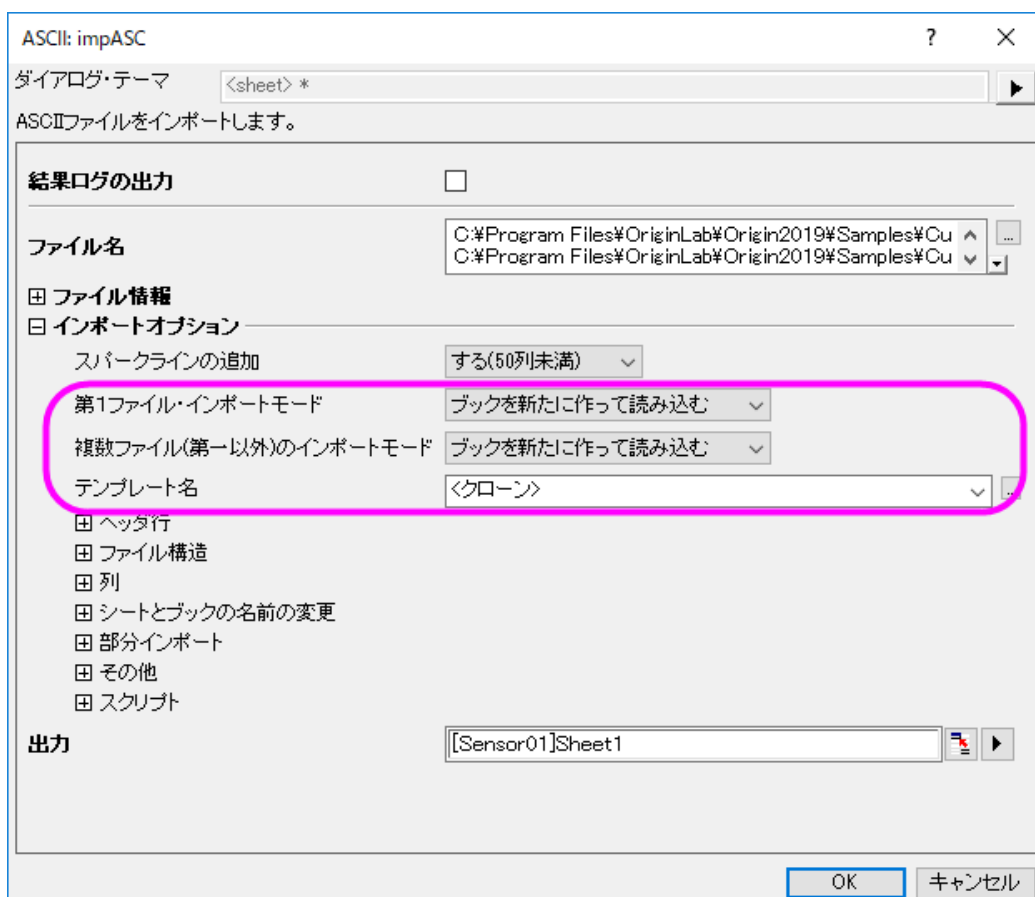 ASCII: impASC
ダイアログ・テーマ <sheet> *
ASCIIファイルをインポートします。
結果ログの出力
ファイル名 C:¥Program Files¥OriginLab¥Origin2019¥Samples¥Cu
C:¥Program Files¥OriginLab¥Origin2019¥Samples¥Cu
ファイル情報
インポートオプション
スパークラインの追加 する(50列未満)
第1ファイル・インポートモード ブックを新たに作って読み込む
複数ファイル(第一以外)のインポートモード ブックを新たに作って読み込む
テンプレート名 <クローン>
ヘッダ行
ファイル構造
列
シートとブックの名前の変更
部分インポート
その他
スクリプト
出力 [Sensor01]Sheet1
OK キャンセル